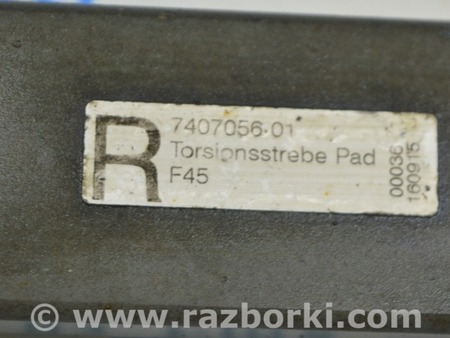 R
7407056·01
Torsionsstrebe Pad
F45
00036
160915
© www.razborki.com